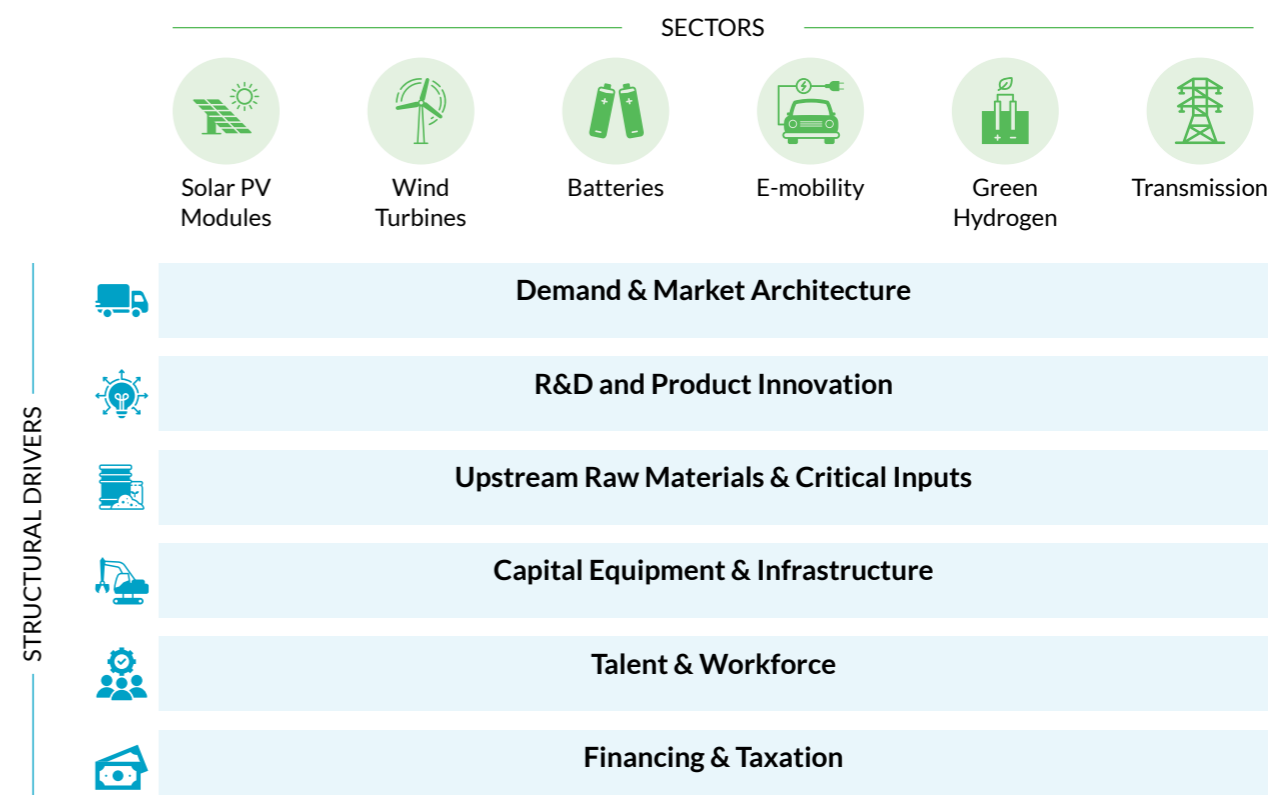 SECTORS
Solar PV
Modules
Wind
Turbines
Batteries
E-mobility
Green
Hydrogen
Transmission
STRUCTURAL DRIVERS
Demand & Market Architecture
R&D and Product Innovation
Upstream Raw Materials & Critical Inputs
Capital Equipment & Infrastructure
Talent & Workforce
Financing & Taxation